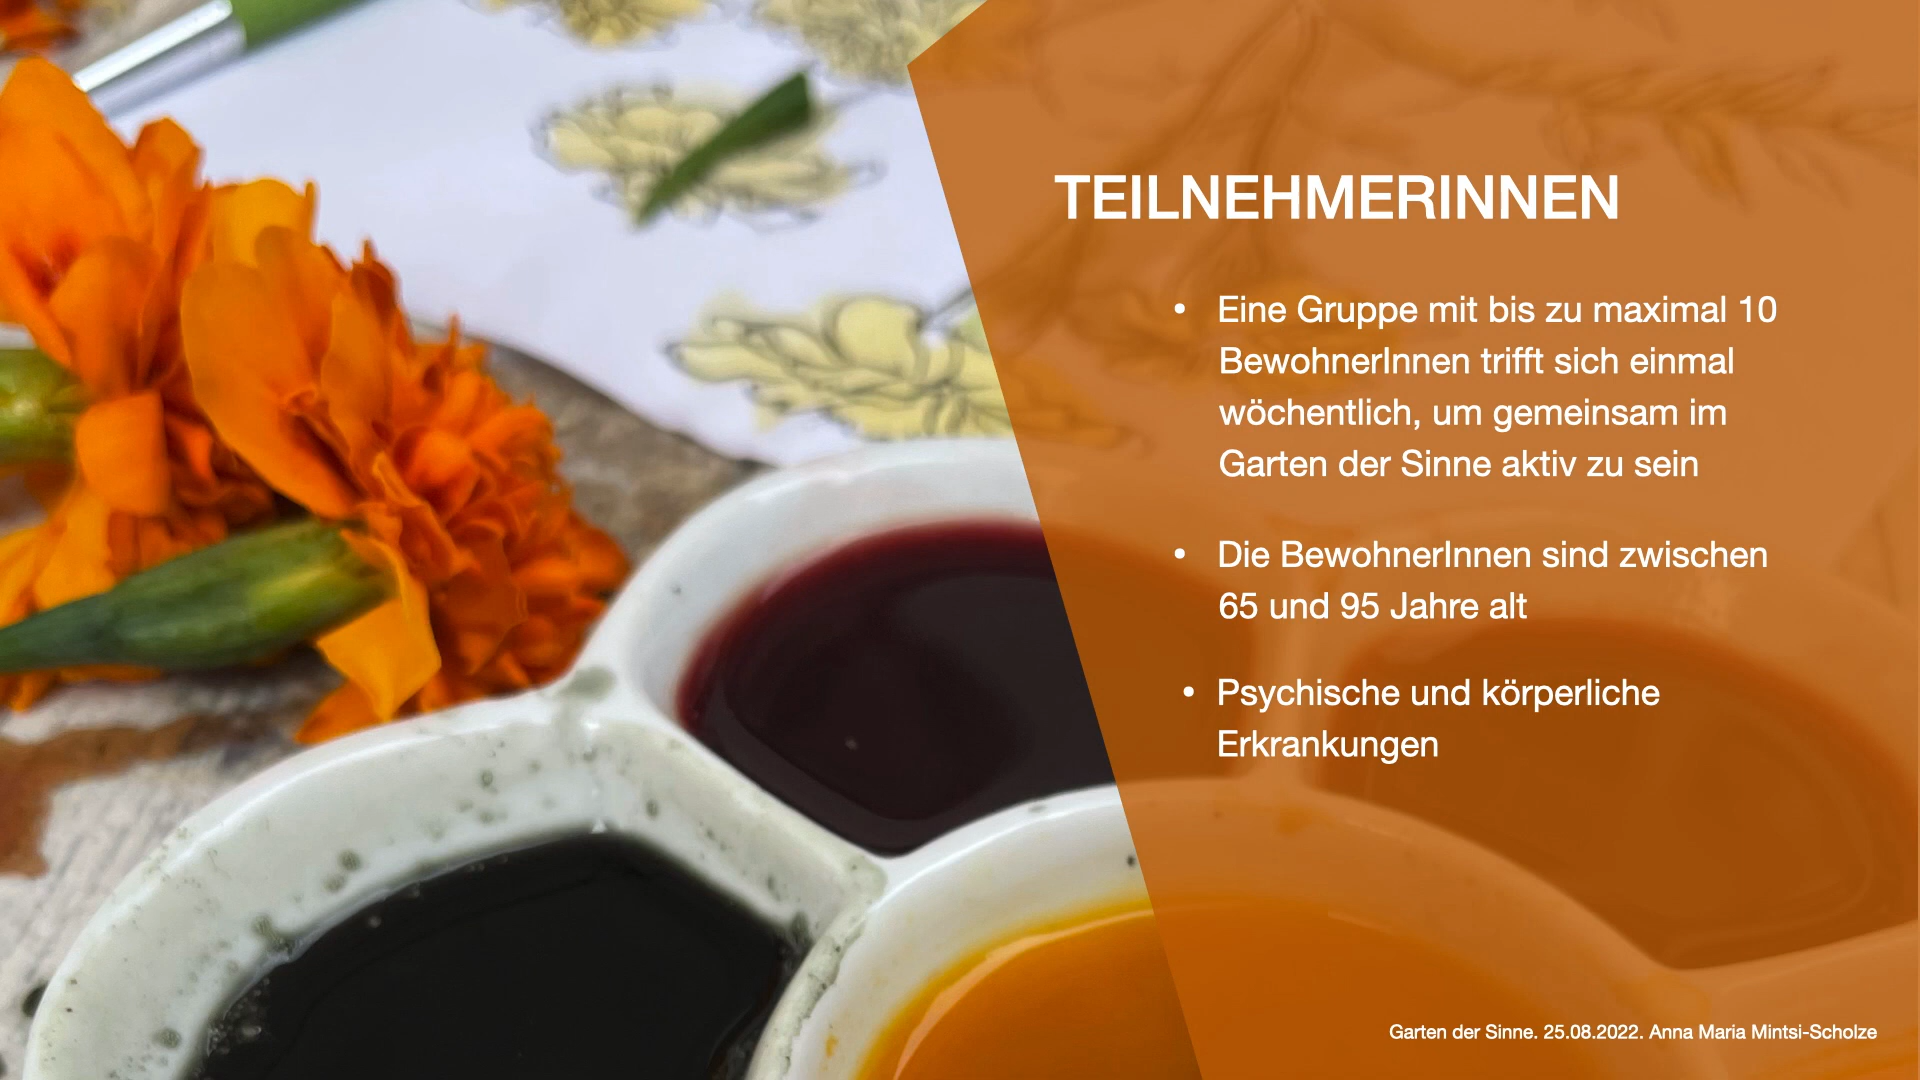 TEILNEHMERINNEN
• Eine Gruppe mit bis zu maximal 10
BewohnerInnen trifft sich einmal
wöchentlich, um gemeinsam im
Garten der Sinne aktiv zu sein
• Die BewohnerInnen sind zwischen
65 und 95 Jahre alt
• Psychische und körperliche
Erkrankungen
Garten der Sinne. 25.08.2022. Anna Maria Mintsi-Scholze